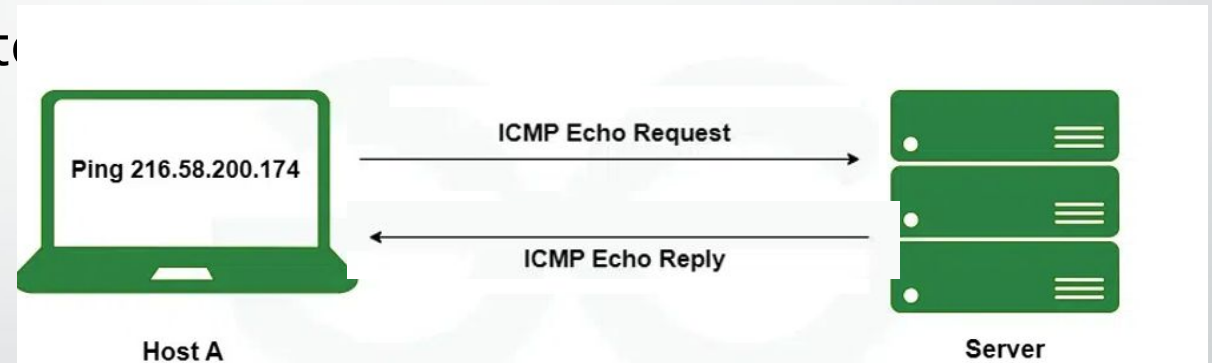 ICMP Echo Request
Ping 216.58.200.174
ICMP Echo Reply
Host A
Server